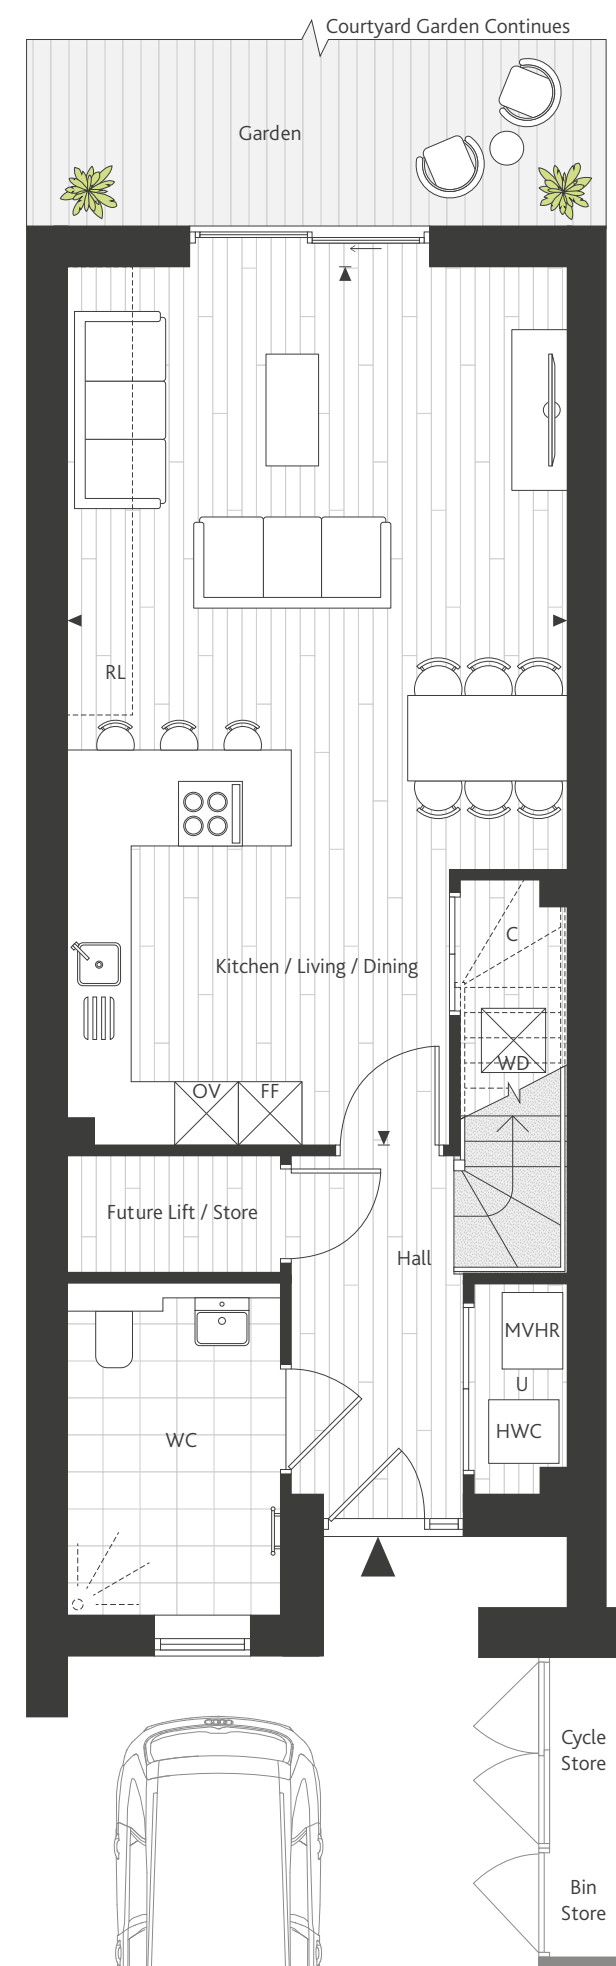 Courtyard Garden Continues
Garden
RL
C
Kitchen / Living / Dining
WD
OV
FF
Future Lift / Store
Hall
MVHR
U
HWC
WC
Cycle
Store
Bin
Store